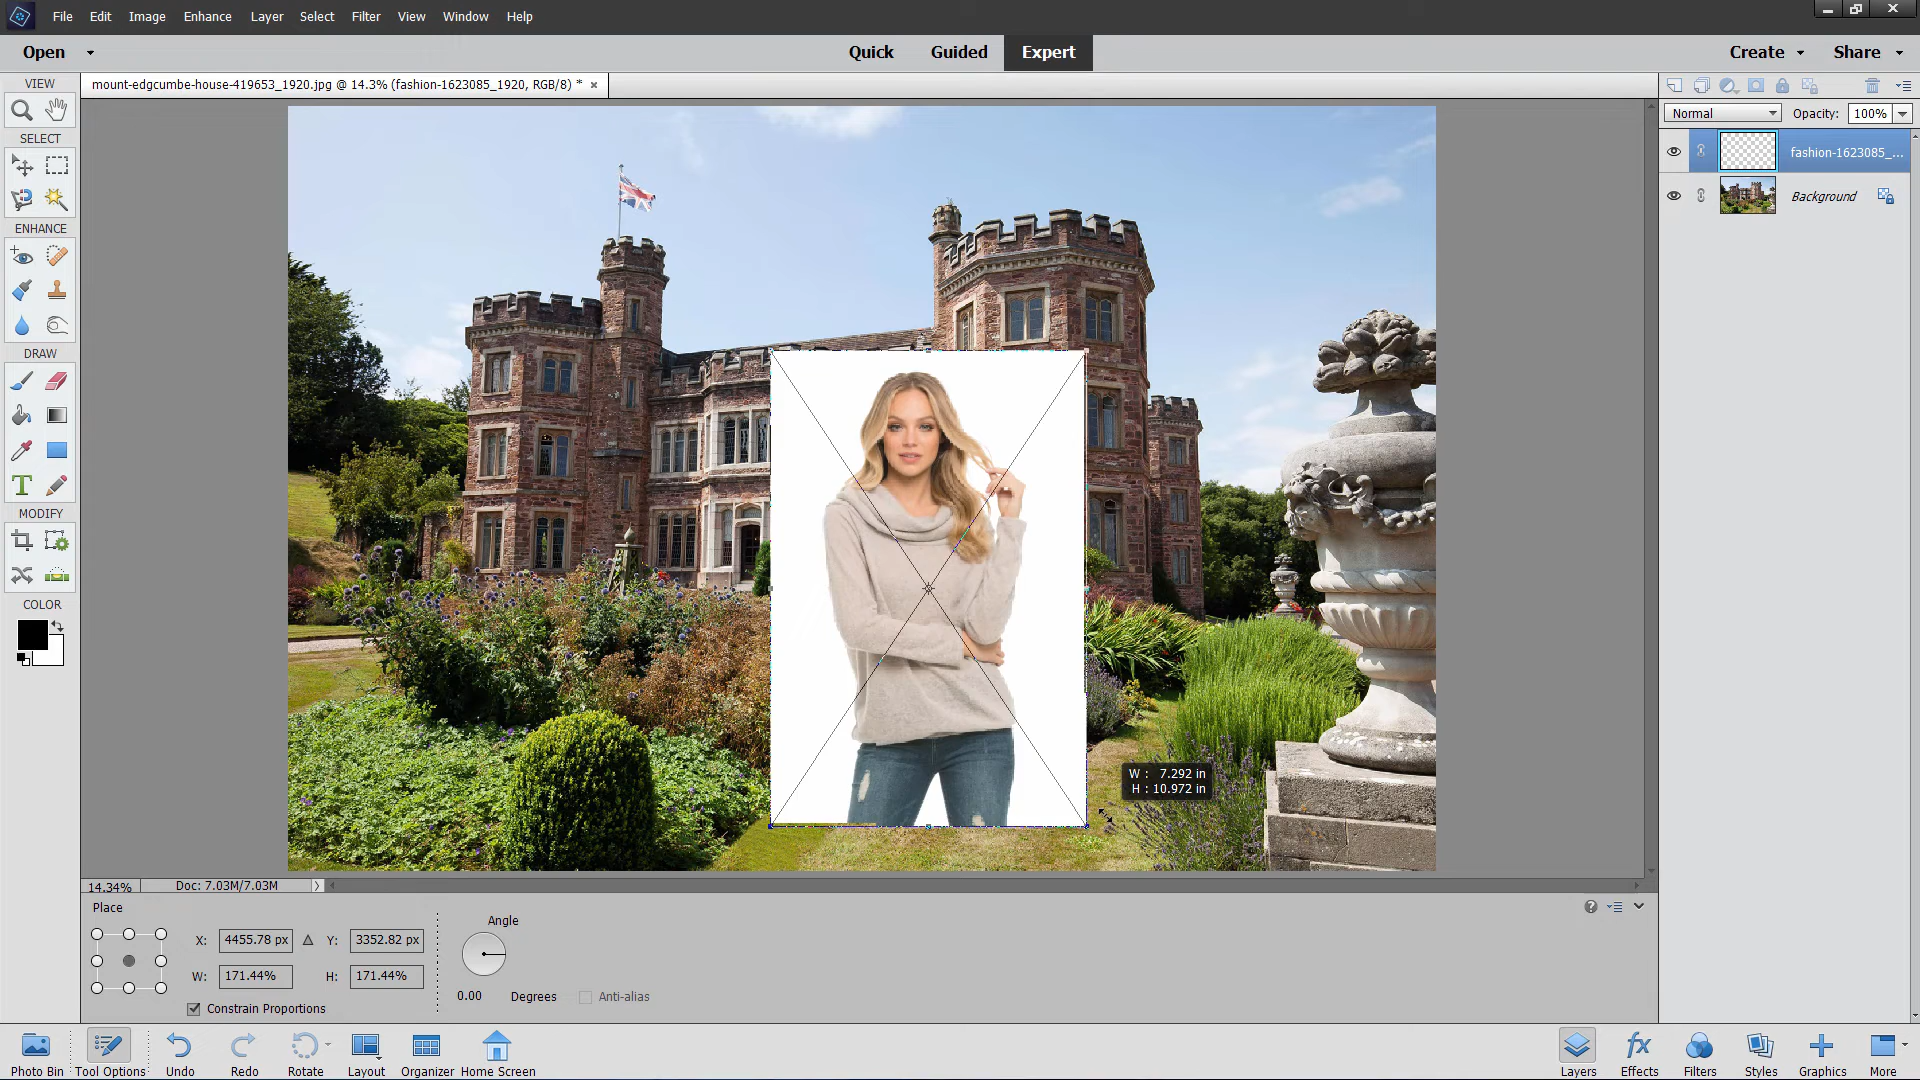 File Edit Image Enhance Layer Select Filter View Window Help
Open Quick Guided Expert Create Share
VIEW
mount-edgcumbe-house-419653_1920.jpg @ 14.3% (fashion-1623085_1920, RGB/8) * ×
Normal Opacity: 100%
SELECT
fashion-1623085_...
Background
ENHANCE
DRAW
T
MODIFY
COLOR
W : 7.292 in
H : 10.972 in
14.34% Doc: 7.03M/7.03M
Place
Angle
X: 4455.78 px Y: 3352.82 px
W: 171.44% H: 171.44%
0.00 Degrees Anti-alias
Constrain Proportions
fx
Photo Bin Tool Options Undo Redo Rotate Layout Organizer Home Screen Layers Effects Filters Styles Graphics More